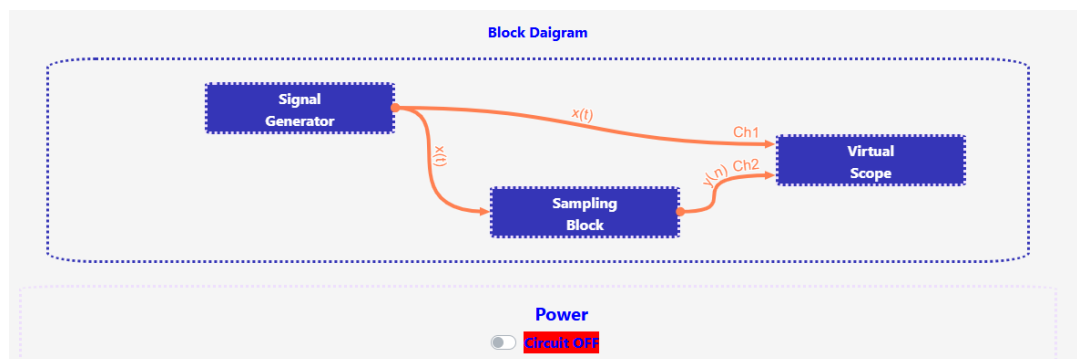 Block Daigram
Signal
Generator
x(t)
Ch1
Virtual
Scope
x(t)
y(n)
Ch2
Sampling
Block
Power
Circuit OFF